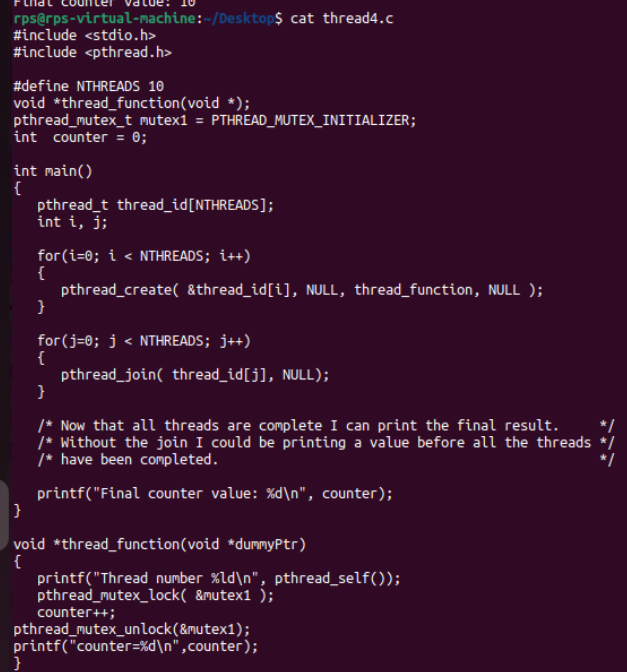 Final counter value: 10
rps@rps-virtual-machine:~/Desktop$ cat thread4.c
#include <stdio.h>
#include <pthread.h>

#define NTHREADS 10
void *thread_function(void *);
pthread_mutex_t mutex1 = PTHREAD_MUTEX_INITIALIZER;
int  counter = 0;

int main()
{
   pthread_t thread_id[NTHREADS];
   int i, j;

   for(i=0; i < NTHREADS; i++)
   {
      pthread_create( &thread_id[i], NULL, thread_function, NULL );
   }

   for(j=0; j < NTHREADS; j++)
   {
      pthread_join( thread_id[j], NULL);
   }

   /* Now that all threads are complete I can print the final result.     */
   /* Without the join I could be printing a value before all the threads */
   /* have been completed.                                                */

   printf("Final counter value: %d\n", counter);
}

void *thread_function(void *dummyPtr)
{
   printf("Thread number %ld\n", pthread_self());
   pthread_mutex_lock( &mutex1 );
   counter++;
pthread_mutex_unlock(&mutex1);
printf("counter=%d\n",counter);
}